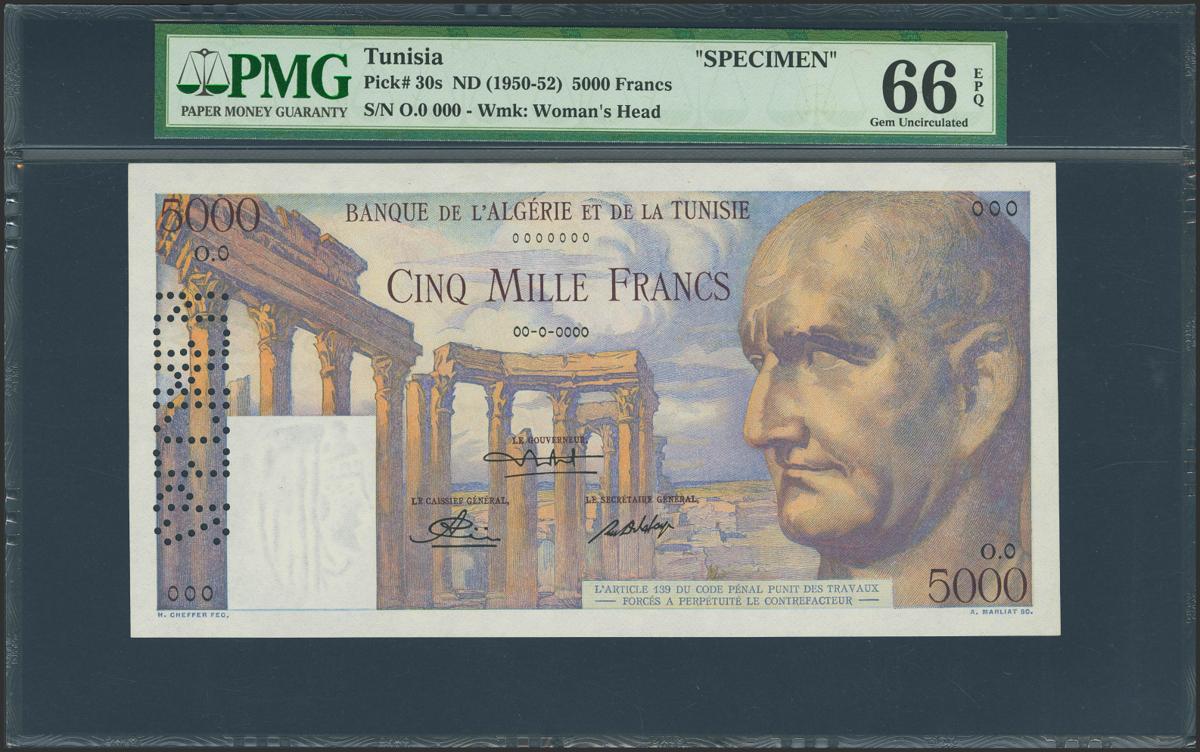 PMG
PAPER MONEY GUARANTY
Tunisia
"SPECIMEN"
Pick# 30s ND (1950-52) 5000 Francs
S/N O.0 000 - Wmk: Woman's Head
66
EPQ
Gem Uncirculated
5000
BANQUE DE L'ALGÉRIE ET DE LA TUNISIE
000
O.0
0000000
CINQ MILLE FRANCS
00-0-0000
SPECIMEN
LE GOUVERNEUR,
LE CAISSIER GÉNÉRAL,
LE SECRÉTAIRE GÉNÉRAL,
O.0
5000
000
L'ARTICLE 139 DU CODE PÉNAL PUNIT DES TRAVAUX
FORCÉS A PERPÉTUITÉ LE CONTREFACTEUR
H. CHEFFER FEC.
A. MARLIAT SC.